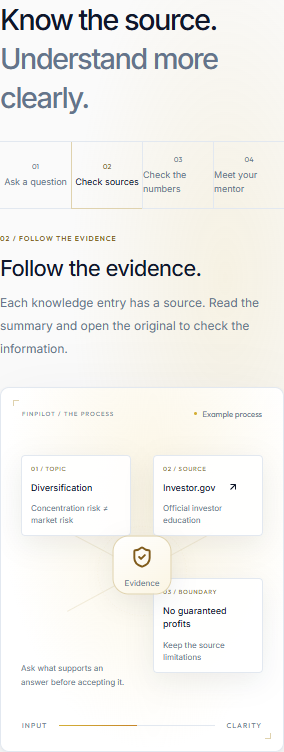 Know the source.
Understand more
clearly.
01
Ask a question
02
Check sources
03
Check the
numbers
04
Meet your
mentor
02 / FOLLOW THE EVIDENCE
Follow the evidence.
Each knowledge entry has a source. Read the
summary and open the original to check the
information.
FINPILOT / THE PROCESS
Example process
01 / TOPIC
Diversification
Concentration risk ≠
market risk
02 / SOURCE
Investor.gov
Official investor
education
Evidence
03 / BOUNDARY
No guaranteed
profits
Keep the source
limitations
Ask what supports an
answer before accepting it.
INPUT
CLARITY